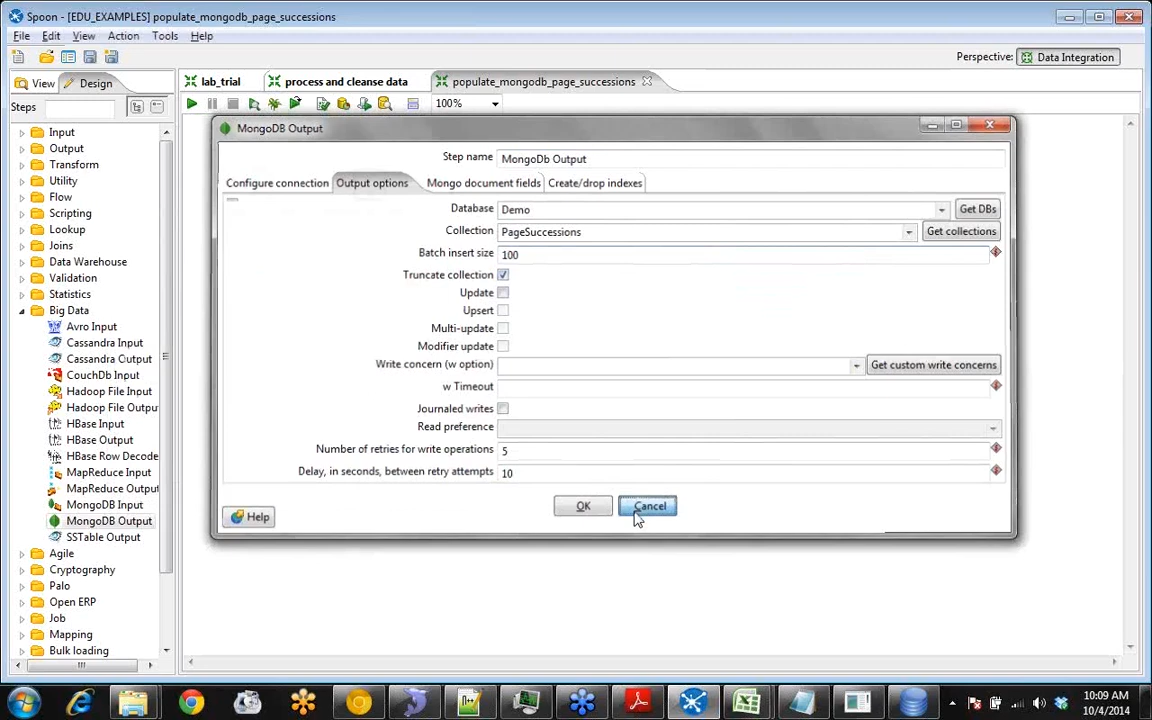 Spoon - [EDU_EXAMPLES] populate_mongodb_page_successions
File Edit View Action Tools Help
Perspective: Data Integration
View Design
lab_trial process and cleanse data populate_mongodb_page_successions
Steps
100%
Input
Output
Transform
Utility
Flow
Scripting
Lookup
Joins
Data Warehouse
Validation
Statistics
Big Data
Avro Input
Cassandra Input
Cassandra Output
CouchDb Input
Hadoop File Input
Hadoop File Outpu
HBase Input
HBase Output
HBase Row Decode
MapReduce Input
MapReduce Output
MongoDB Input
MongoDB Output
SSTable Output
Agile
Cryptography
Palo
Open ERP
Job
Mapping
Bulk loading
MongoDB Output
Step name MongoDb Output
Configure connection Output options Mongo document fields Create/drop indexes
Database Demo Get DBs
Collection PageSuccessions Get collections
Batch insert size 100
Truncate collection
Update
Upsert
Multi-update
Modifier update
Write concern (w option) Get custom write concerns
w Timeout
Journaled writes
Read preference
Number of retries for write operations 5
Delay, in seconds, between retry attempts 10
Help OK Cancel
10:09 AM
10/4/2014